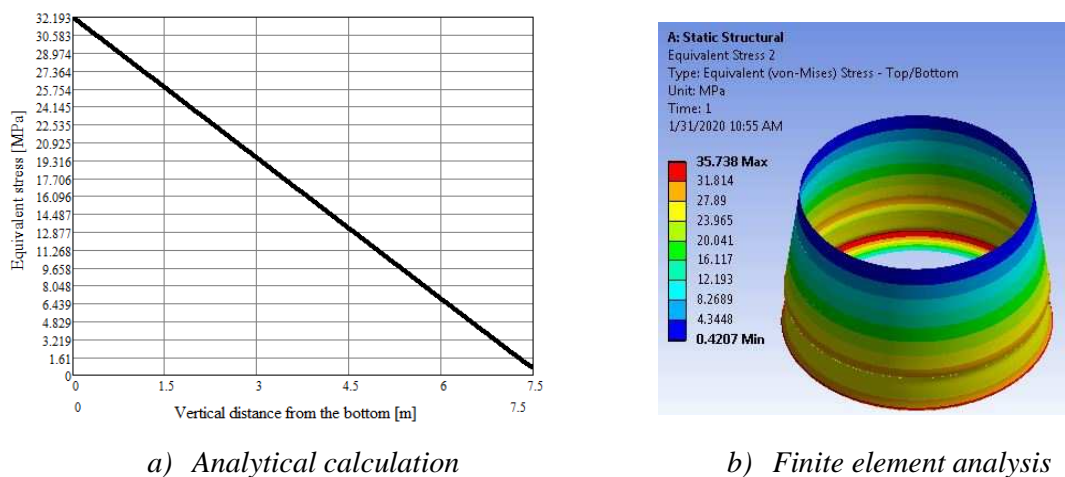 32.193
30.583
28.974
27.364
25.754
24.145
22.535
20.925
19.316
17.706
16.096
14.487
12.877
11.268
9.658
8.048
6.439
4.829
3.219
1.61
0
Equivalent stress [MPa]
0 1.5 3 4.5 6 7.5
0 7.5
Vertical distance from the bottom [m]
a) Analytical calculation
A: Static Structural
Equivalent Stress 2
Type: Equivalent (von-Mises) Stress - Top/Bottom
Unit: MPa
Time: 1
1/31/2020 10:55 AM
35.738 Max
31.814
27.89
23.965
20.041
16.117
12.193
8.2689
4.3448
0.4207 Min
b) Finite element analysis